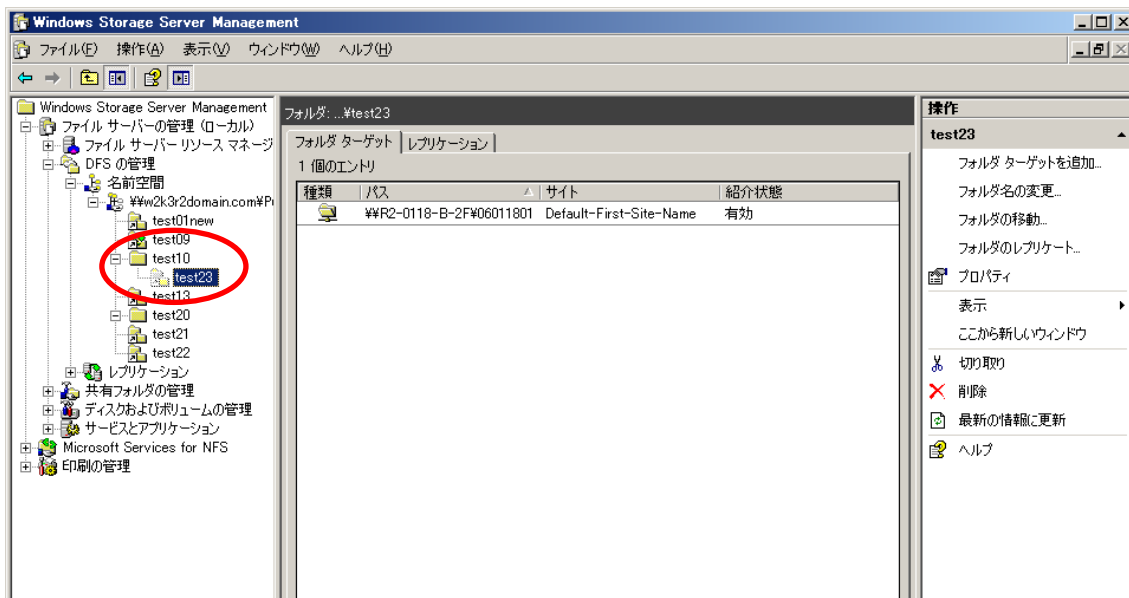 Windows Storage Server Management
ファイル(F) 操作(A) 表示(V) ウィンドウ(W) ヘルプ(H)
Windows Storage Server Management
ファイル サーバーの管理 (ローカル)
ファイル サーバー リソース マネージ
DFS の管理
名前空間
¥¥w2k3r2domain.com¥P
test01new
test09
test10
test23
test13
test20
test21
test22
レプリケーション
共有フォルダの管理
ディスクおよびボリュームの管理
サービスとアプリケーション
Microsoft Services for NFS
印刷の管理
フォルダ: ...¥test23
フォルダ ターゲット レプリケーション
1 個のエントリ
種類 パス サイト 紹介状態
¥¥R2-0118-B-2F¥06011801 Default-First-Site-Name 有効
操作
test23
フォルダ ターゲットを追加...
フォルダ名の変更...
フォルダの移動...
フォルダのレプリケート...
プロパティ
表示
ここから新しいウィンドウ
切り取り
削除
最新の情報に更新
ヘルプ